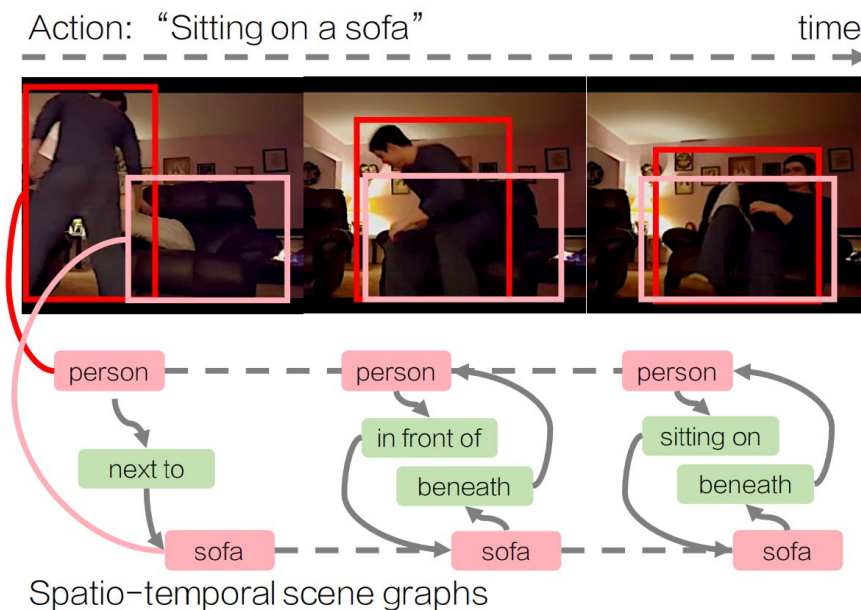 Action: “Sitting on a sofa” time
person person person
in front of sitting on
next to
beneath beneath
sofa sofa sofa
Spatio-temporal scene graphs